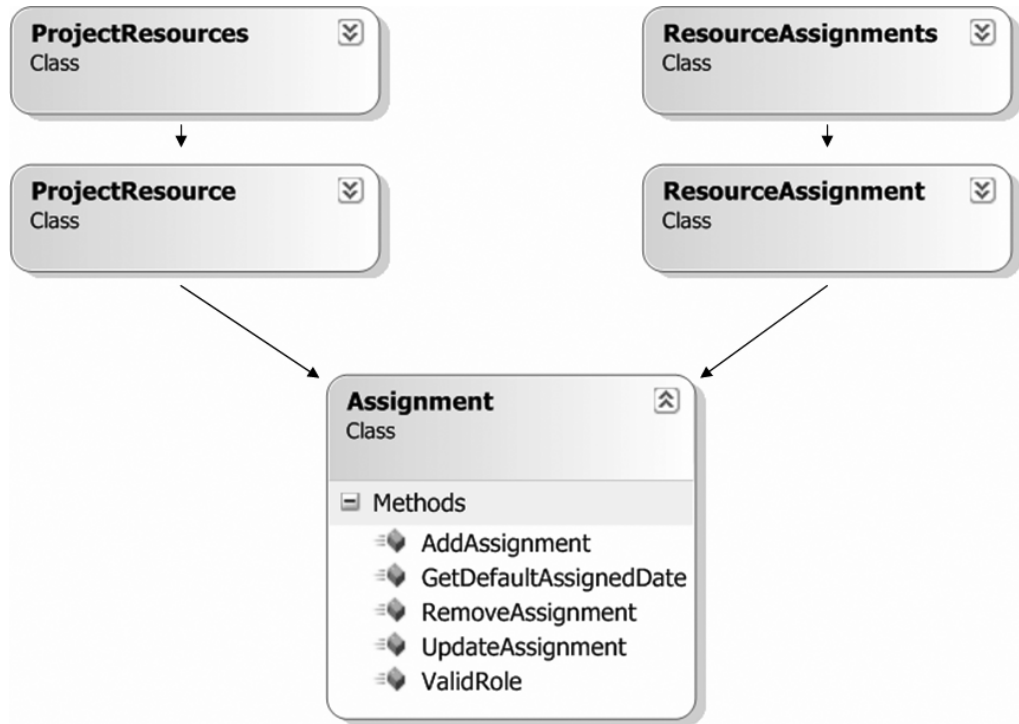 ProjectResources
Class
ResourceAssignments
Class
ProjectResource
Class
ResourceAssignment
Class
Assignment
Class
Methods
AddAssignment
GetDefaultAssignedDate
RemoveAssignment
UpdateAssignment
ValidRole